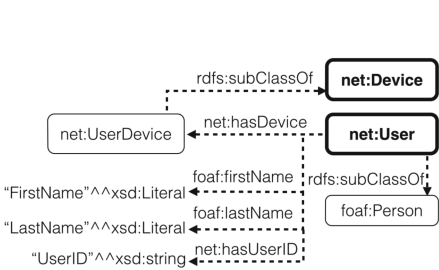 rdfs:subClassOf
net:Device
net:UserDevice
net:hasDevice
net:User
foaf:firstName
rdfs:subClassOf
"FirstName"^^xsd:Literal
foaf:lastName
foaf:Person
"LastName"^^xsd:Literal
"UserID"^^xsd:string
net:hasUserID